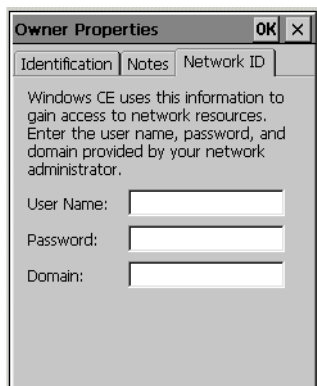 Owner Properties OK ×
Identification Notes Network ID
Windows CE uses this information to
gain access to network resources.
Enter the user name, password, and
domain provided by your network
administrator.
User Name:
Password:
Domain: